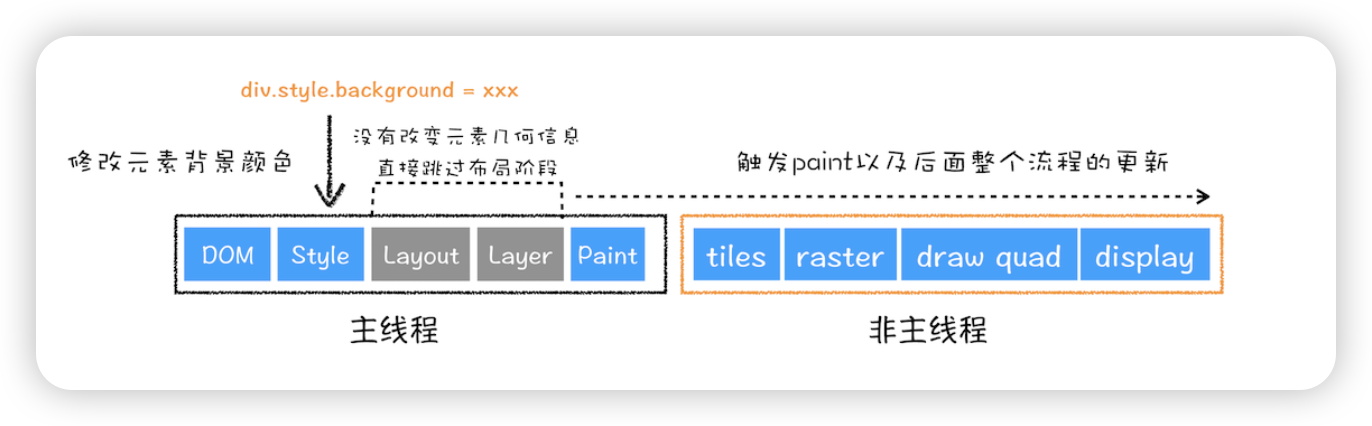 div.style.background = xxx
没有改变元素几何信息
修改元素背景颜色
直接跳过布局阶段
触发paint以及后面整个流程的更新
DOM Style Layout Layer Paint
tiles raster draw quad display
主线程
非主线程